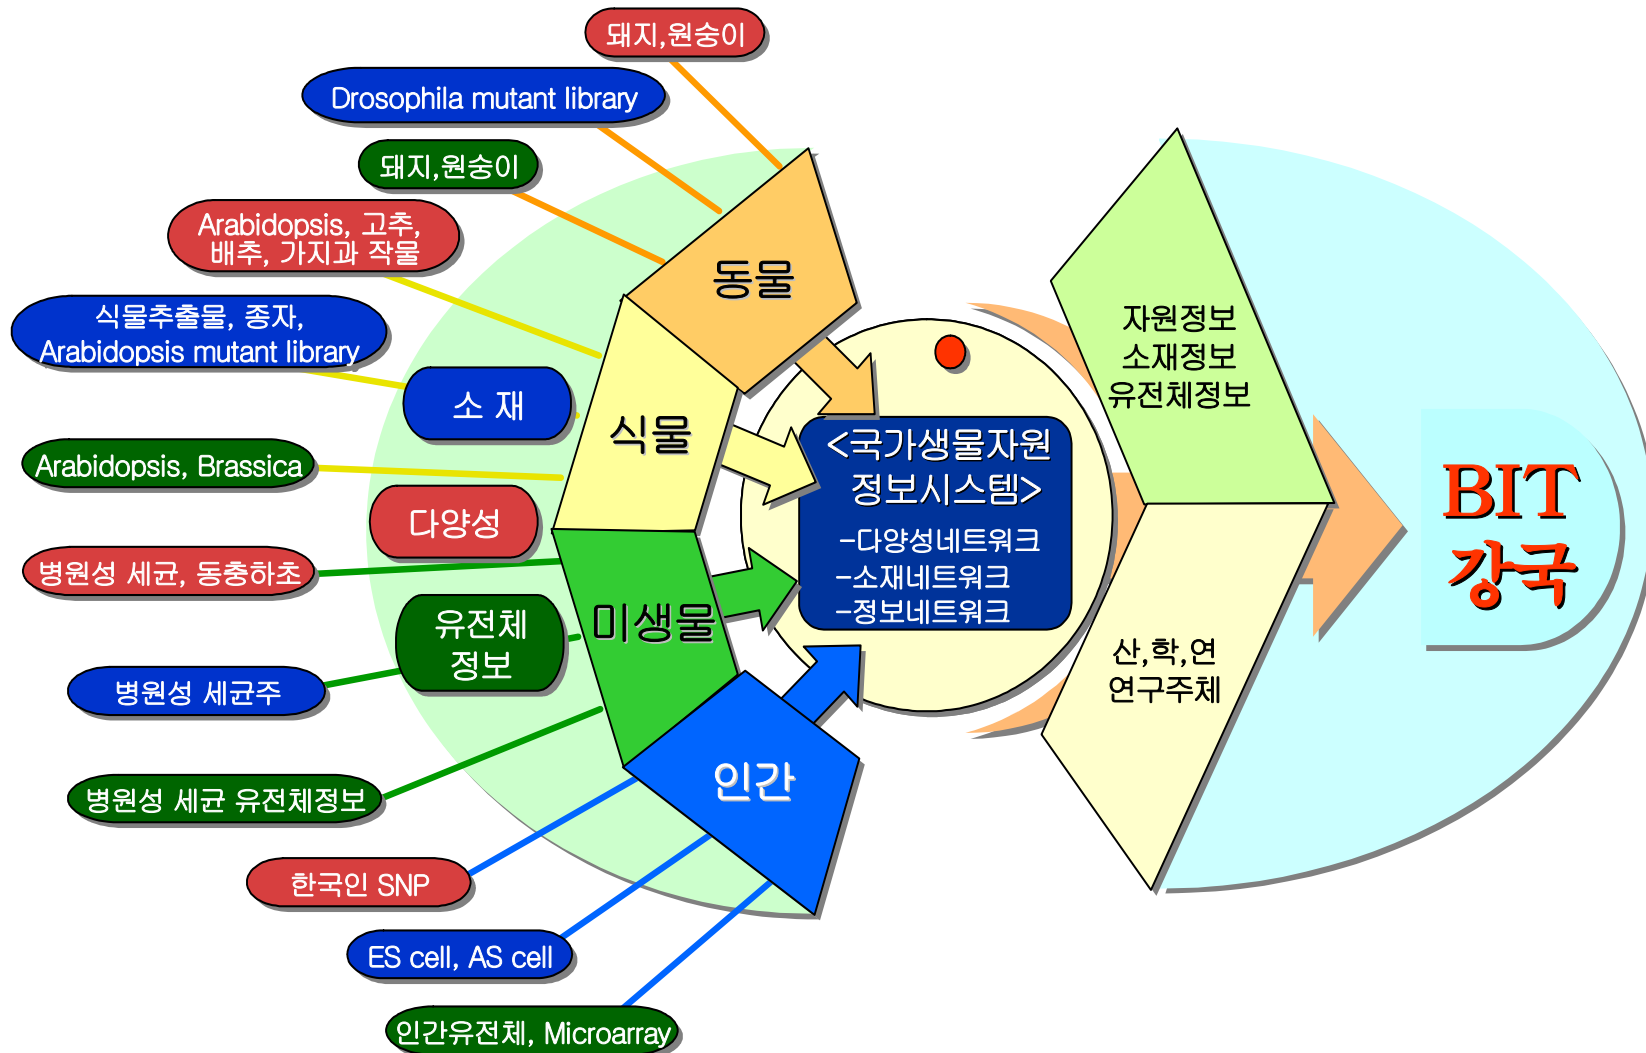 돼지,원숭이
Drosophila mutant library
돼지,원숭이
Arabidopsis, 고추,
배추, 가지과 작물
식물추출물, 종자,
Arabidopsis mutant library
소 재
Arabidopsis, Brassica
다양성
병원성 세균, 동충하초
유전체
정보
병원성 세균주
병원성 세균 유전체정보
한국인 SNP
ES cell, AS cell
인간유전체, Microarray
동물
식물
미생물
인간
<국가생물자원
정보시스템>
-다양성네트워크
-소재네트워크
-정보네트워크
자원정보
소재정보
유전체정보
산,학,연
연구주체
BIT
강국